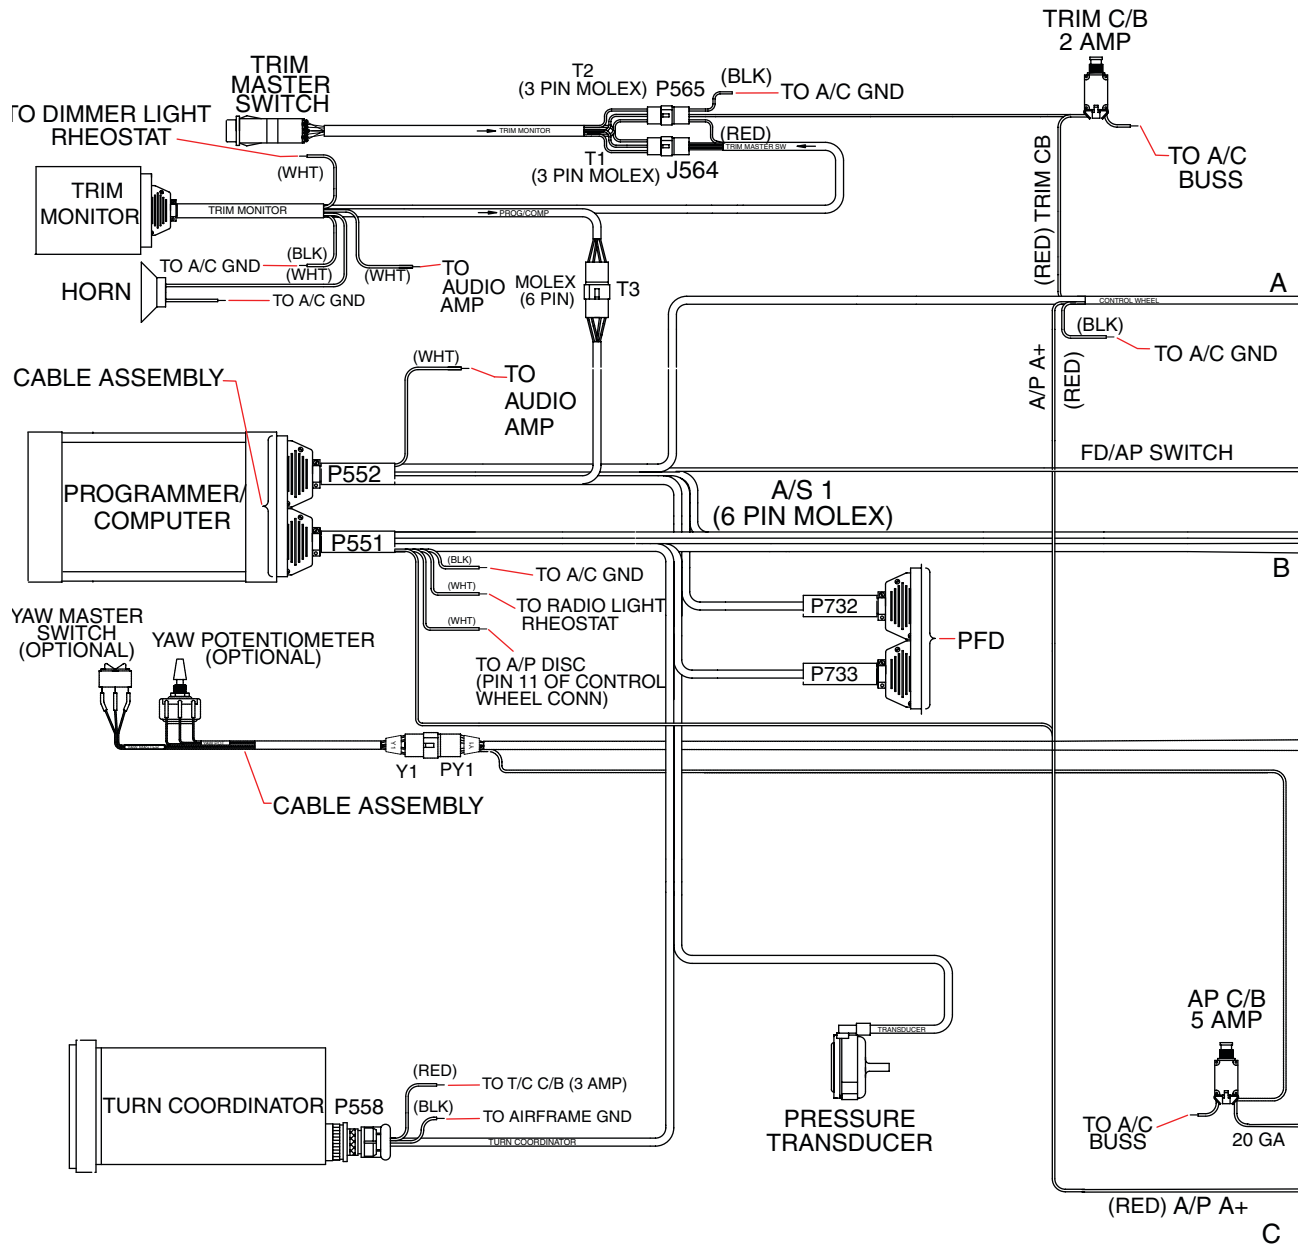 TRIM C/B
2 AMP
TRIM
MASTER
SWITCH
T2
(3 PIN MOLEX)
P565
(BLK)
TO A/C GND
TO DIMMER LIGHT
RHEOSTAT
(WHT)
TRIM MONITOR
(RED)
TRIM MASTER SW
T1
(3 PIN MOLEX)
J564
TO A/C
BUSS
(RED) TRIM CB
TRIM
MONITOR
TRIM MONITOR
PROG/COMP
(BLK)
TO A/C GND
(WHT)
(WHT)
TO
AUDIO
AMP
MOLEX
(6 PIN)
T3
HORN
TO A/C GND
A
CONTROL WHEEL
(BLK)
TO A/C GND
A/P A+
(RED)
CABLE ASSEMBLY
(WHT)
TO
AUDIO
AMP
FD/AP SWITCH
P552
PROGRAMMER/
COMPUTER
A/S 1
(6 PIN MOLEX)
P551
B
(BLK)
TO A/C GND
(WHT)
TO RADIO LIGHT
RHEOSTAT
(WHT)
TO A/P DISC
(PIN 11 OF CONTROL
WHEEL CONN)
P732
PFD
P733
YAW MASTER
SWITCH
(OPTIONAL)
YAW POTENTIOMETER
(OPTIONAL)
Y1
Y1
Y1
PY1
CABLE ASSEMBLY
AP C/B
5 AMP
TRANSDUCER
PRESSURE
TRANSDUCER
TURN COORDINATOR
P558
(RED)
TO T/C C/B (3 AMP)
(BLK)
TO AIRFRAME GND
TURN COORDINATOR
TO A/C
BUSS
20 GA
(RED) A/P A+
C